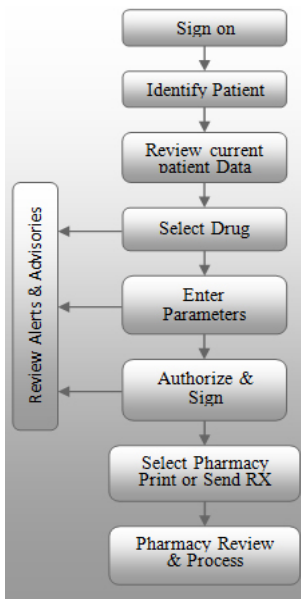 Sign on
Identify Patient
Review current
patient Data
Select Drug
Review Alerts & Advisories
Enter
Parameters
Authorize &
Sign
Select Pharmacy
Print or Send RX
Pharmacy Review
& Process